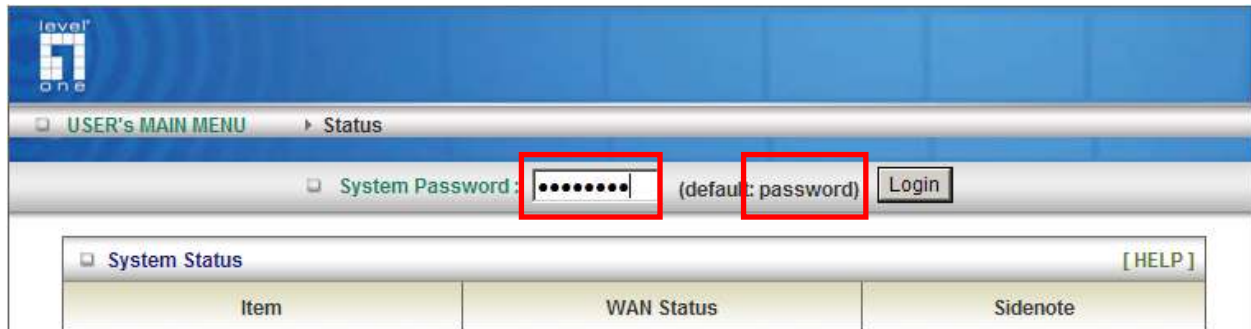 level
one
USER's MAIN MENU Status
System Password : •••••••• (default: password) Login
System Status [ HELP ]
Item WAN Status Sidenote